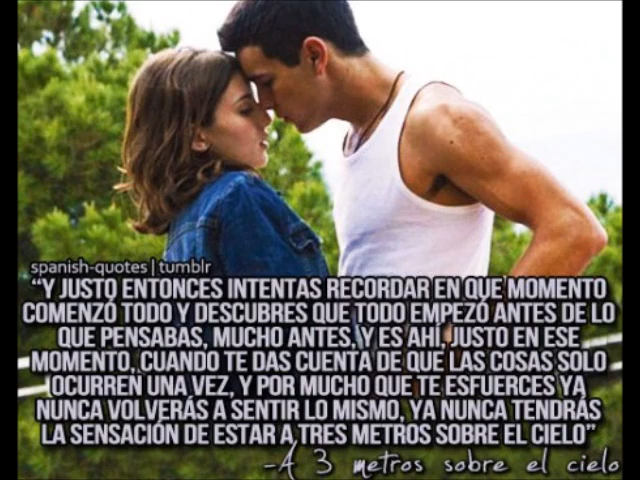 spanish-quotes | tumblr
“Y JUSTO ENTONCES INTENTAS RECORDAR EN QUE MOMENTO
COMENZÓ TODO Y DESCUBRES QUE TODO EMPEZÓ ANTES DE LO
QUE PENSABAS, MUCHO ANTES, Y ES AHÍ, JUSTO EN ESE
MOMENTO, CUANDO TE DAS CUENTA DE QUE LAS COSAS SOLO
OCURREN UNA VEZ, Y POR MUCHO QUE TE ESFUERCES YA
NUNCA VOLVERÁS A SENTIR LO MISMO, YA NUNCA TENDRÁS
LA SENSACIÓN DE ESTAR A TRES METROS SOBRE EL CIELO”
-A 3 metros sobre el cielo